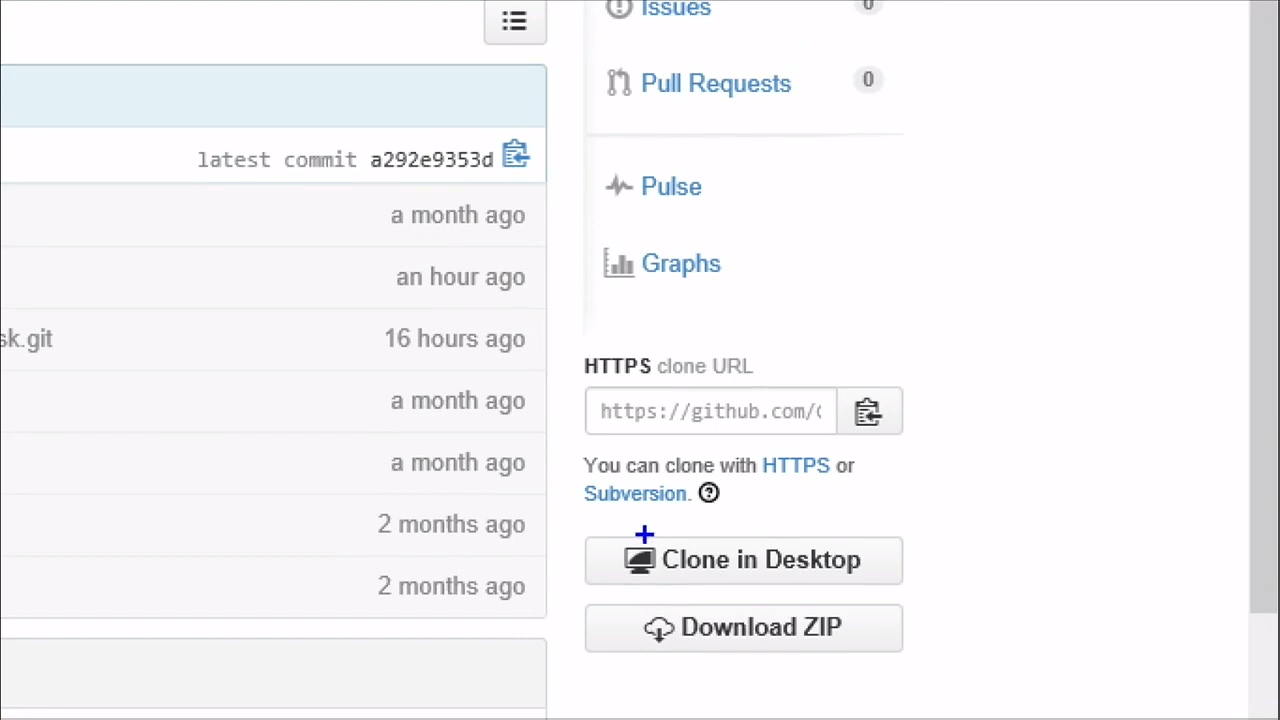 Issues 0
Pull Requests 0
latest commit a292e9353d
a month ago
Pulse
an hour ago
Graphs
sk.git 16 hours ago
HTTPS clone URL
a month ago
https://github.com/
a month ago
You can clone with HTTPS or
Subversion.
2 months ago
Clone in Desktop
2 months ago
Download ZIP